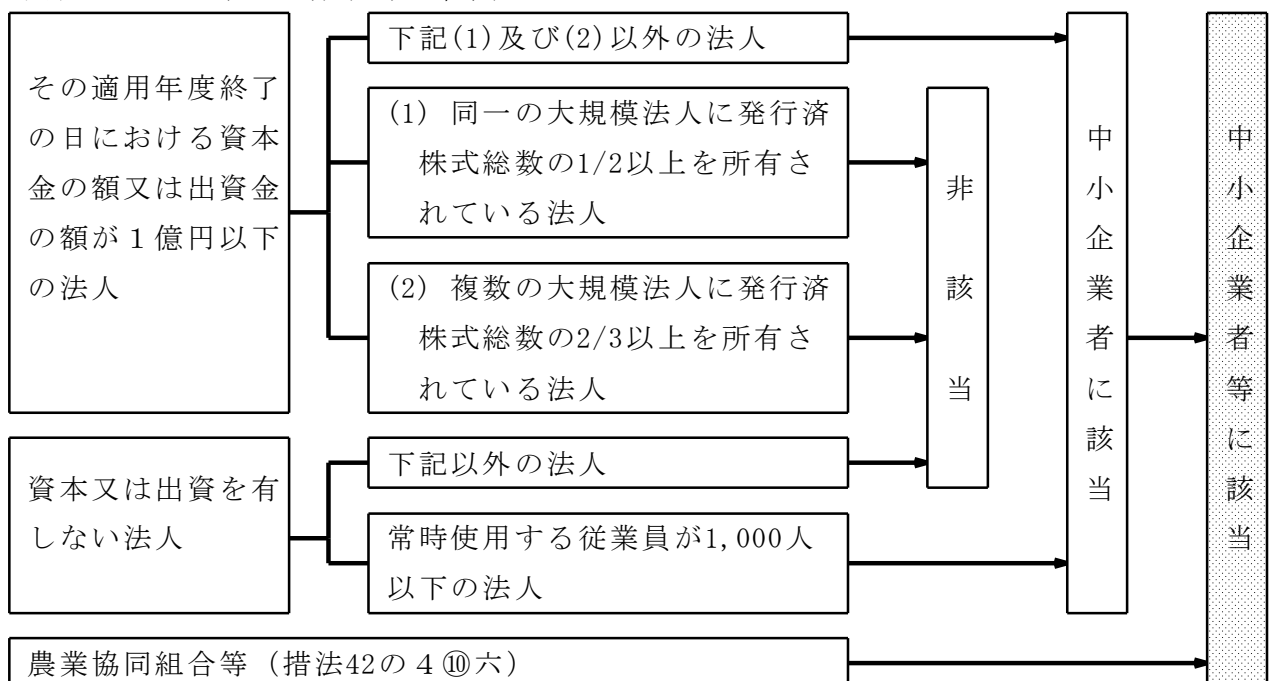 下記(1)及び(2)以外の法人
その適用年度終了
の日における資本
金の額又は出資金
の額が１億円以下
の法人
(1) 同一の大規模法人に発行済
株式総数の1/2以上を所有さ
れている法人
(2) 複数の大規模法人に発行済
株式総数の2/3以上を所有さ
れている法人
非該当
中小企業者に該当
中小企業者等に該当
資本又は出資を有
しない法人
下記以外の法人
常時使用する従業員が1,000人
以下の法人
農業協同組合等（措法42の４⑩六）